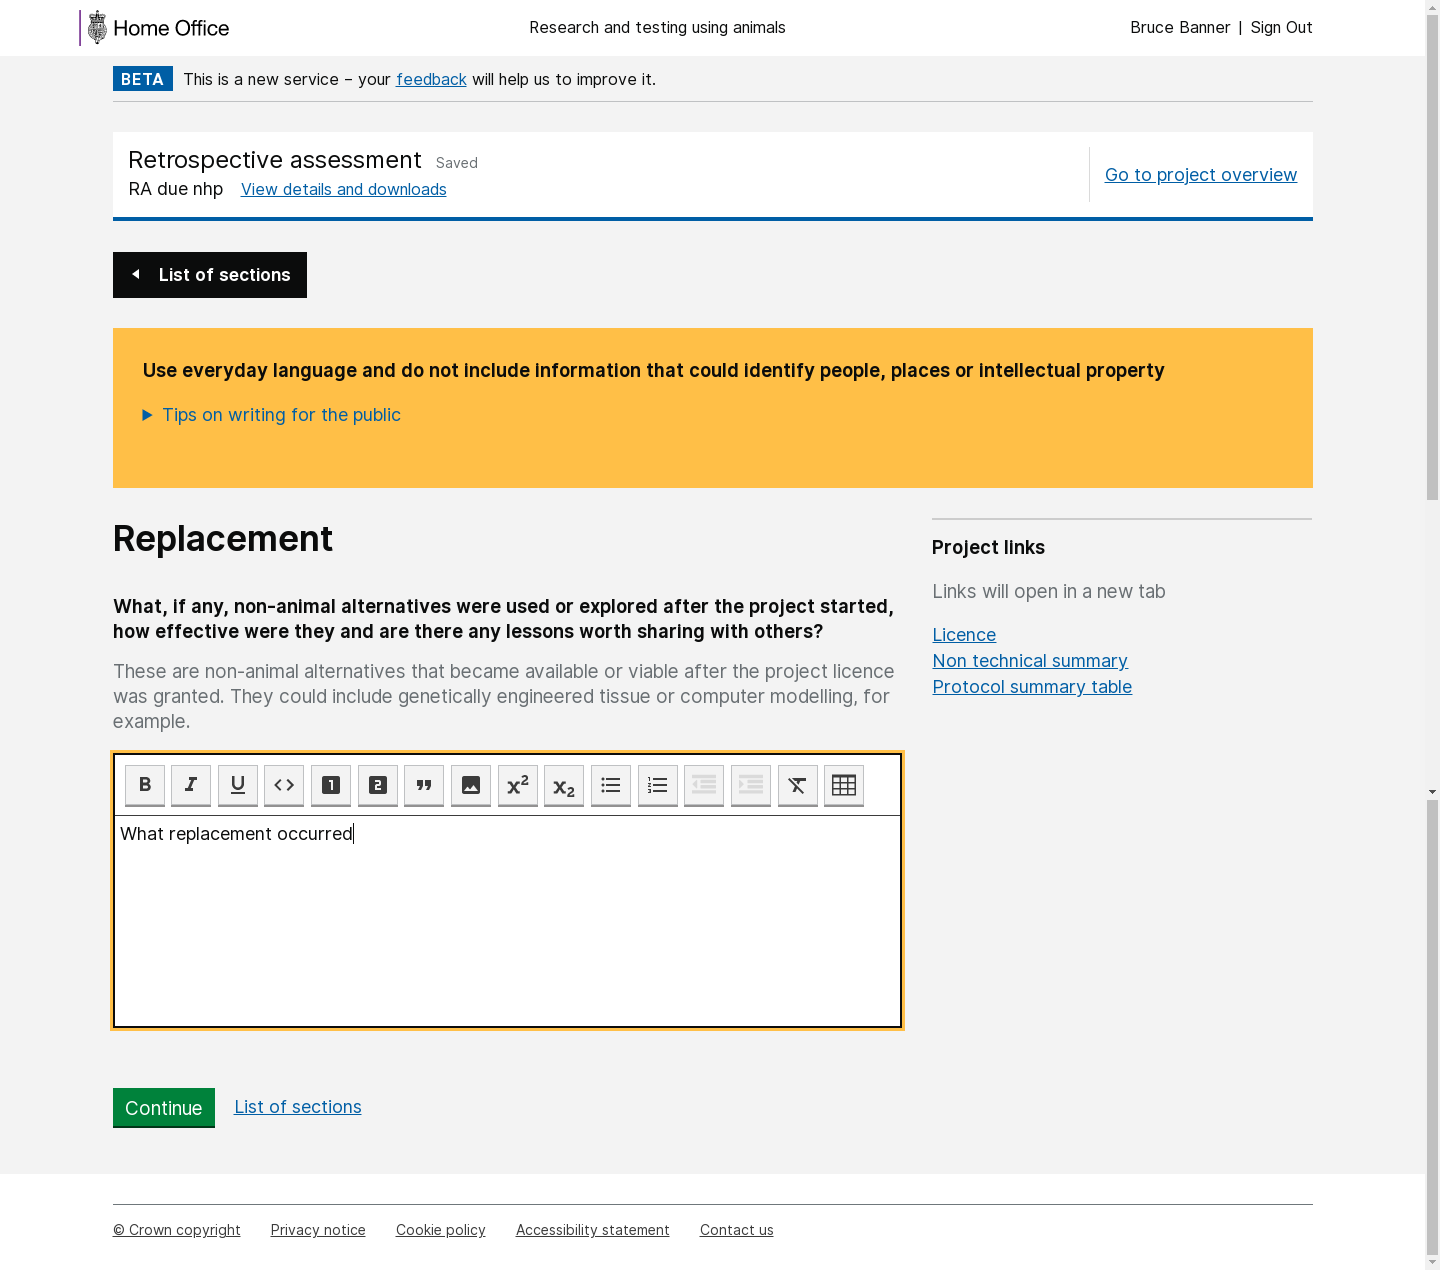 Home Office
Research and testing using animals
Bruce Banner | Sign Out
BETA This is a new service – your feedback will help us to improve it.
Retrospective assessment Saved
RA due nhp View details and downloads
Go to project overview
List of sections
Use everyday language and do not include information that could identify people, places or intellectual property
Tips on writing for the public
Replacement
What, if any, non-animal alternatives were used or explored after the project started,
how effective were they and are there any lessons worth sharing with others?
These are non-animal alternatives that became available or viable after the project licence
was granted. They could include genetically engineered tissue or computer modelling, for
example.
What replacement occurred
Continue List of sections
Project links
Links will open in a new tab
Licence
Non technical summary
Protocol summary table
© Crown copyright Privacy notice Cookie policy Accessibility statement Contact us